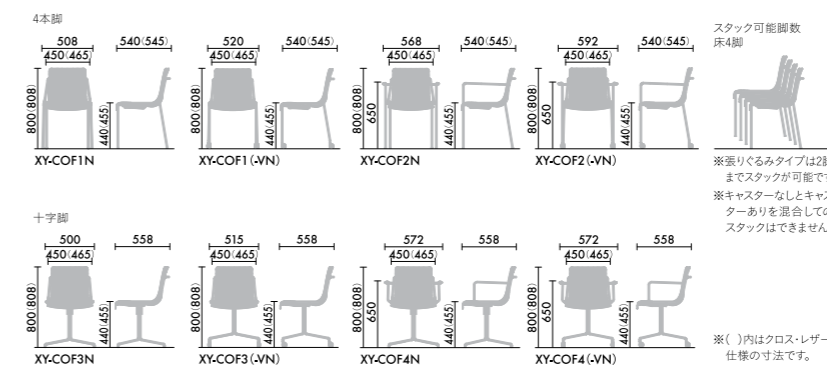 4本脚
508 540(545) 520 540(545) 568 540(545) 592 540(545)
450(465) 450(465) 450(465) 450(465)
800(808) 440(455) 800(808) 440(455) 800(808) 650 440(455) 800(808) 650 440(455)
XY-COF1N XY-COF1(-VN) XY-COF2N XY-COF2(-VN)
スタック可能脚数
床4脚
※張りぐるみタイプは2脚
までスタックが可能です
※キャスターなしとキャス
ターありを混合しての
スタックはできません
十字脚
500 558 515 558 572 558 572 558
450(465) 450(465) 450(465) 450(465)
800(808) 440(455) 800(808) 440(455) 800(808) 650 440(455) 800(808) 650 440(455)
XY-COF3N XY-COF3(-VN) XY-COF4N XY-COF4(-VN)
※( )内はクロス・レザー
仕様の寸法です。